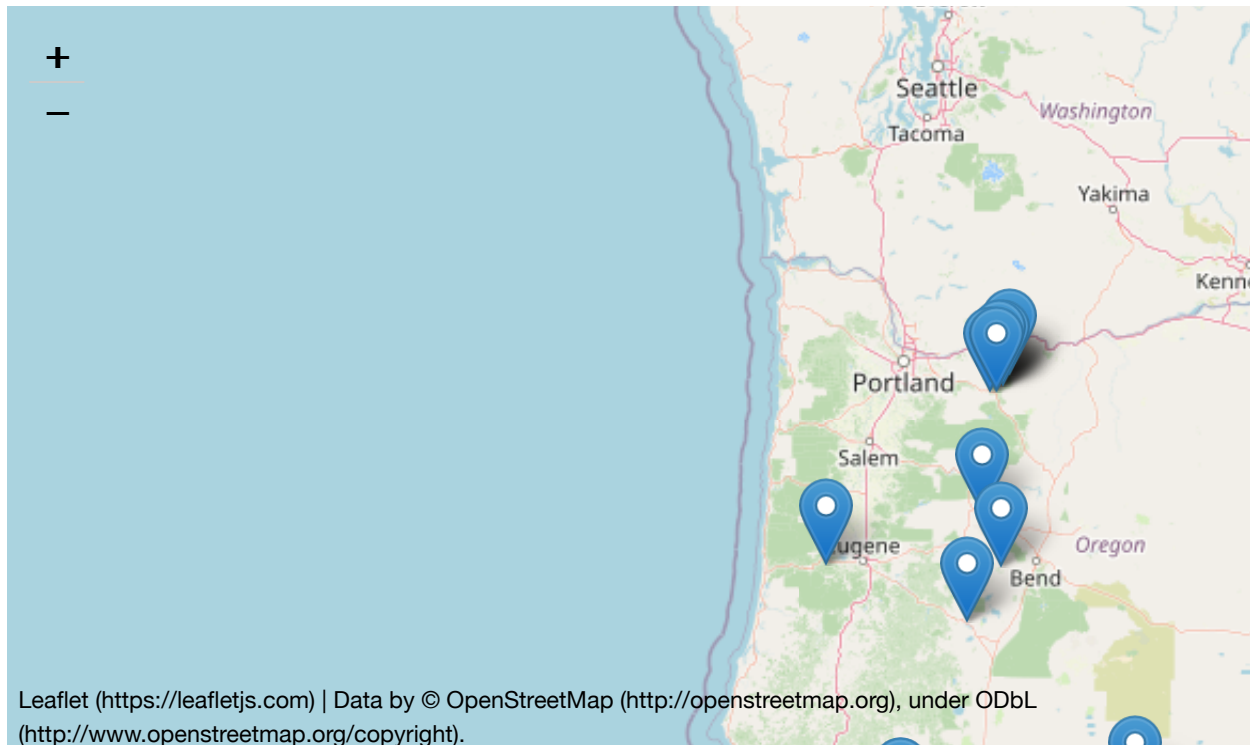 +
Seattle
Washington
−
Tacoma
Yakima
Kenn
Portland
Salem
ugene
Oregon
Bend
Leaflet (https://leafletjs.com) | Data by © OpenStreetMap (http://openstreetmap.org), under ODbL
(http://www.openstreetmap.org/copyright).